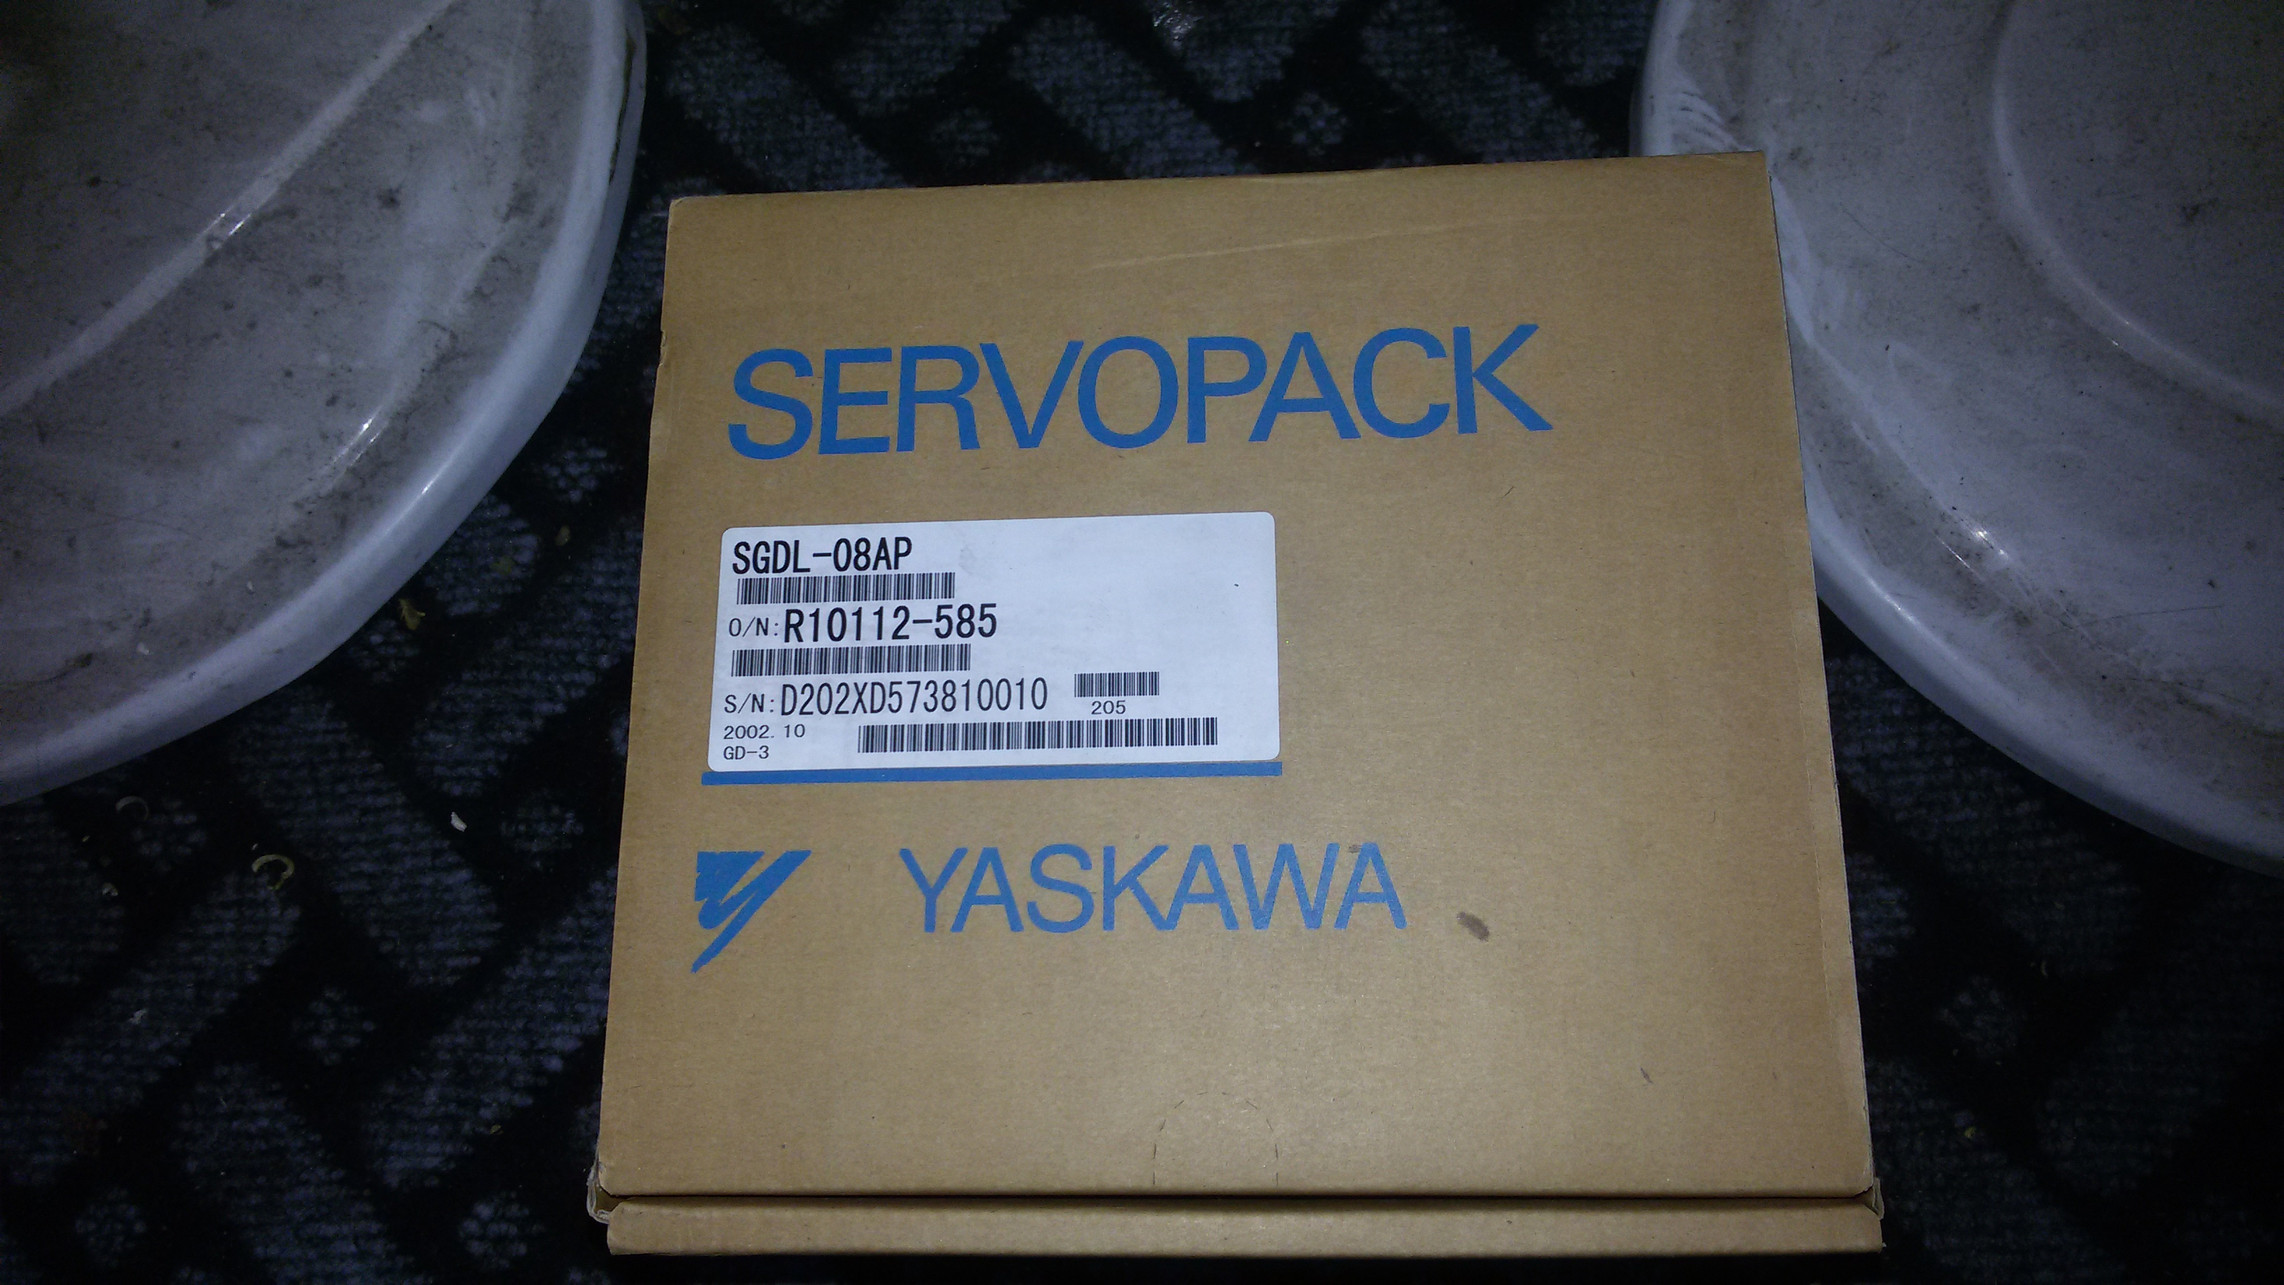 SERVOPACK
SGDL-08AP
O/N: R10112-585
S/N: D202XD573810010
205
2002. 10
GD-3
YASKAWA